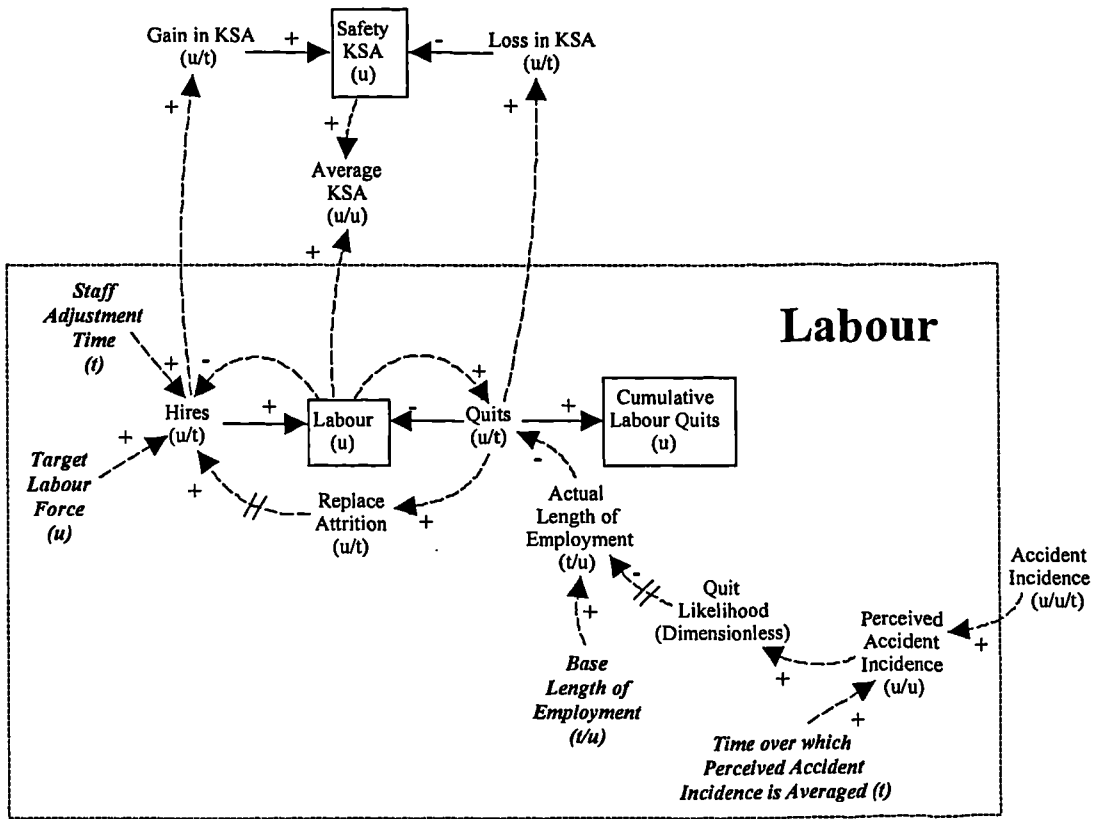 Gain in KSA
(u/t)
+
Safety
KSA
(u)
-
Loss in KSA
(u/t)
+
+
+
Average
KSA
(u/u)
+
Labour
Staff
Adjustment
Time
(t)
+
-
+
Hires
(u/t)
+
Labour
(u)
-
Quits
(u/t)
+
Cumulative
Labour Quits
(u)
+
Target
Labour
Force
(u)
+
Replace
Attrition
(u/t)
+
-
Actual
Length of
Employment
(t/u)
-
+
Base
Length of
Employment
(t/u)
Quit
Likelihood
(Dimensionless)
+
Perceived
Accident
Incidence
(u/u)
+
Accident
Incidence
(u/u/t)
+
Time over which
Perceived Accident
Incidence is Averaged (t)